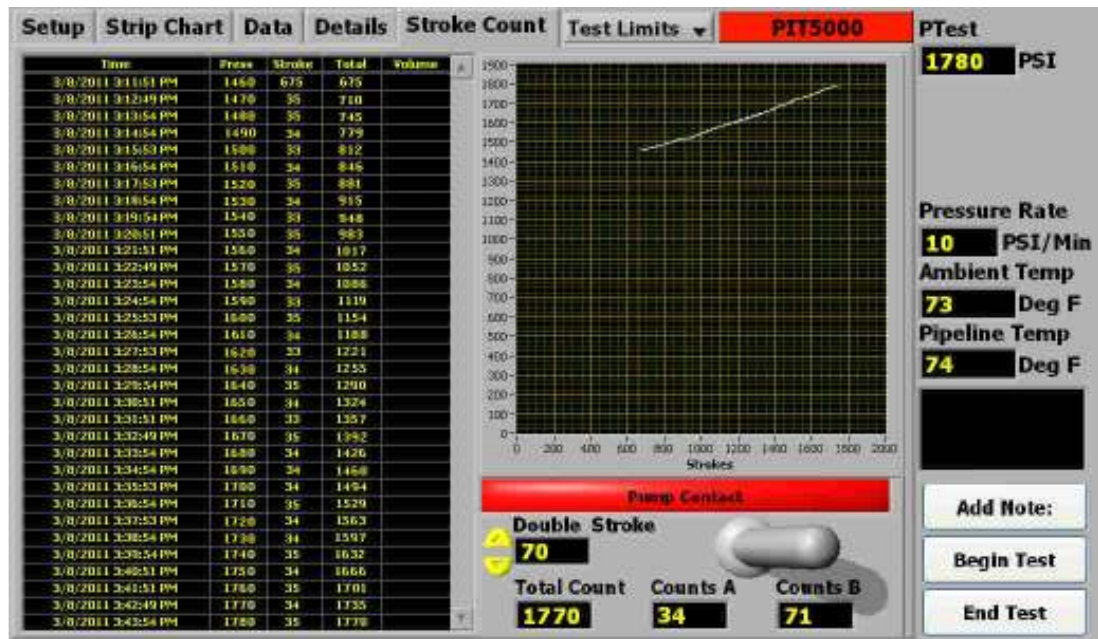 Setup Strip Chart Data Details Stroke Count Test Limits PIT5000
PTest
1780 PSI
Time Press Stroke Total Volume
3/8/2011 3:11:51 PM 1460 675 675
3/8/2011 3:12:49 PM 1470 35 710
3/8/2011 3:13:54 PM 1480 35 745
3/8/2011 3:14:54 PM 1490 34 779
3/8/2011 3:15:53 PM 1500 33 812
3/8/2011 3:16:54 PM 1510 34 846
3/8/2011 3:17:53 PM 1520 35 881
3/8/2011 3:18:54 PM 1530 34 915
3/8/2011 3:19:54 PM 1540 33 948
3/8/2011 3:20:51 PM 1550 35 983
3/8/2011 3:21:51 PM 1560 34 1017
3/8/2011 3:22:49 PM 1570 35 1052
3/8/2011 3:23:54 PM 1580 34 1086
3/8/2011 3:24:54 PM 1590 33 1119
3/8/2011 3:25:53 PM 1600 35 1154
3/8/2011 3:26:54 PM 1610 34 1188
3/8/2011 3:27:53 PM 1620 33 1221
3/8/2011 3:28:54 PM 1630 34 1255
3/8/2011 3:29:54 PM 1640 35 1290
3/8/2011 3:30:51 PM 1650 34 1324
3/8/2011 3:31:51 PM 1660 33 1357
3/8/2011 3:32:49 PM 1670 35 1392
3/8/2011 3:33:54 PM 1680 34 1426
3/8/2011 3:34:54 PM 1690 34 1460
3/8/2011 3:35:53 PM 1700 34 1494
3/8/2011 3:36:54 PM 1710 35 1529
3/8/2011 3:37:53 PM 1720 34 1563
3/8/2011 3:38:54 PM 1730 34 1597
3/8/2011 3:39:54 PM 1740 35 1632
3/8/2011 3:40:51 PM 1750 34 1666
3/8/2011 3:41:51 PM 1760 35 1701
3/8/2011 3:42:49 PM 1770 34 1735
3/8/2011 3:43:54 PM 1780 35 1770
1900
1800
1600
1500
1400
1300
1200
1100
1000
900
800
700
600
500
400
300
200
100
0
0 200 400 600 800 1000 1200 1400 1600 1800 2000
Strokes
Pump Contact
Double Stroke
70
Total Count Counts A Counts B
1770 34 71
Pressure Rate
10 PSI/Min
Ambient Temp
73 Deg F
Pipeline Temp
74 Deg F
Add Note:
Begin Test
End Test